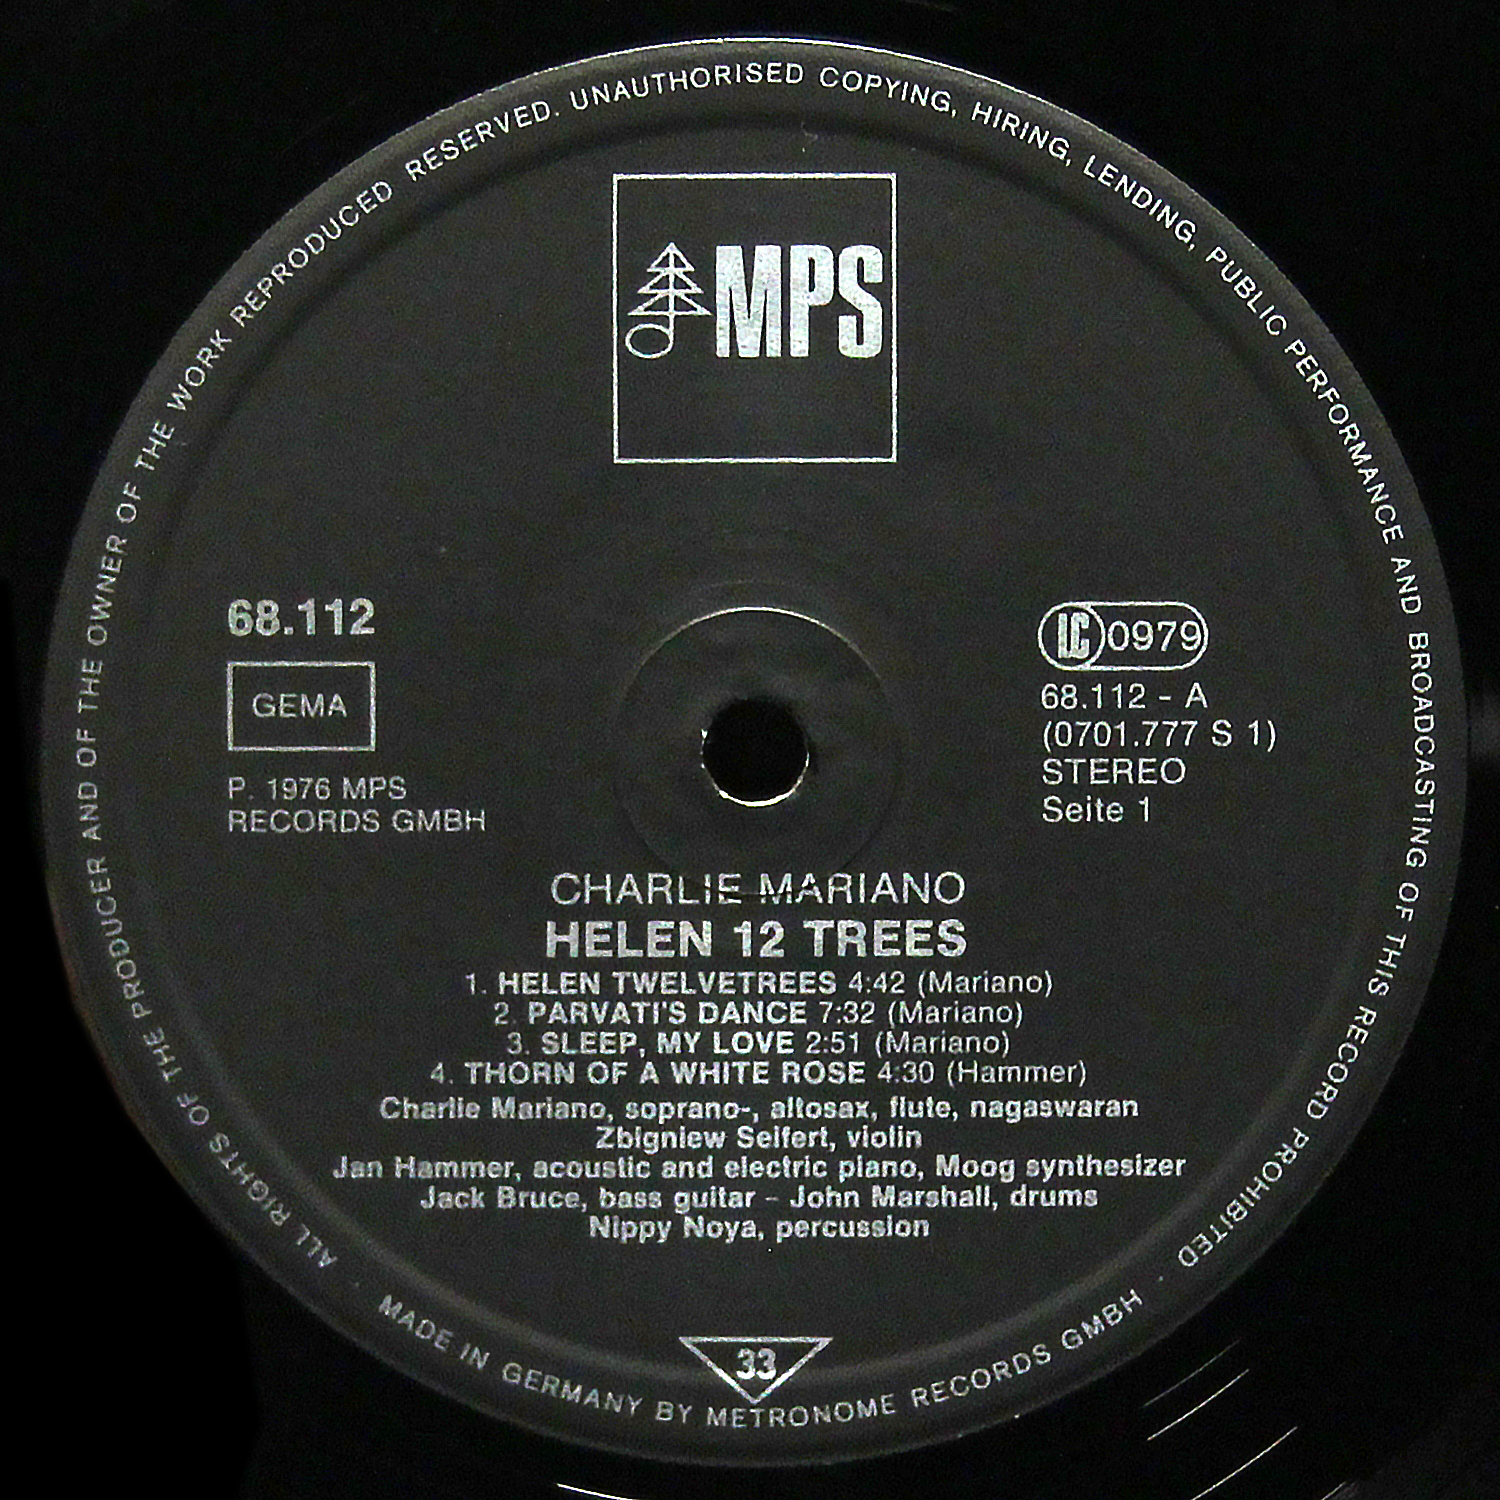 ALL RIGHTS OF THE PRODUCER AND OF THE OWNER OF THE WORK REPRODUCED RESERVED. UNAUTHORISED COPYING, HIRING, LENDING, PUBLIC PERFORMANCE AND BROADCASTING OF THIS RECORD PROHIBITED
MPS
68.112
GEMA
P. 1976 MPS
RECORDS GMBH
LC 0979
68.112 - A
(0701.777 S 1)
STEREO
Seite 1
CHARLIE MARIANO
HELEN 12 TREES
1. HELEN TWELVETREES 4:42 (Mariano)
2. PARVATI'S DANCE 7:32 (Mariano)
3. SLEEP, MY LOVE 2:51 (Mariano)
4. THORN OF A WHITE ROSE 4:30 (Hammer)
Charlie Mariano, soprano-, altosax, flute, nagaswaran
Zbigniew Seifert, violin
Jan Hammer, acoustic and electric piano, Moog synthesizer
Jack Bruce, bass guitar – John Marshall, drums
Nippy Noya, percussion
33
· MADE IN GERMANY BY METRONOME RECORDS GMBH ·